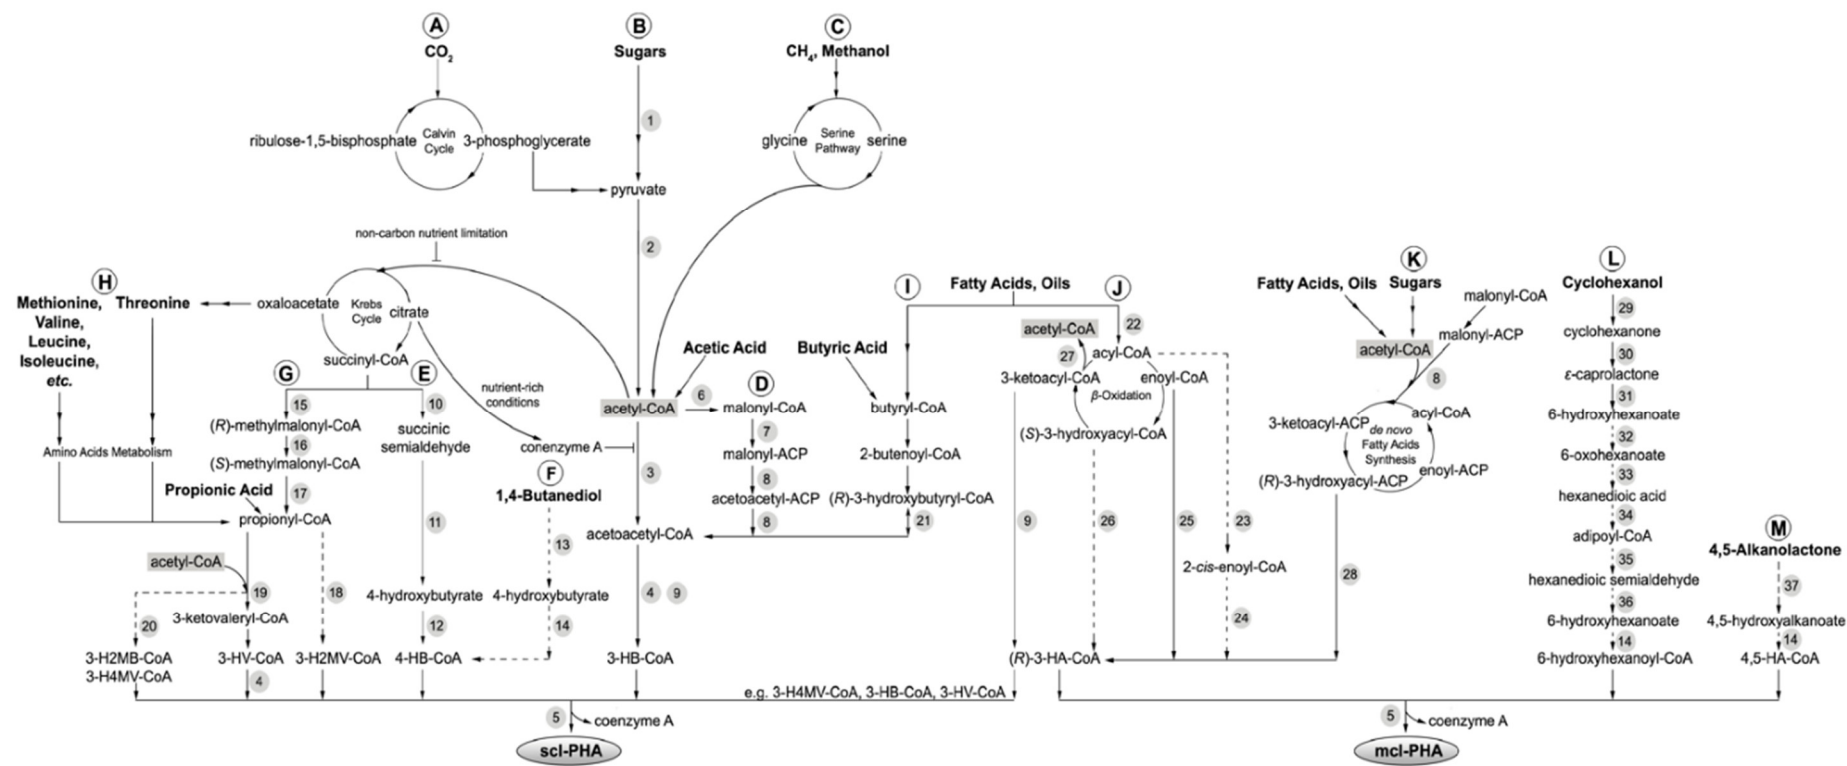 A
CO2
B
Sugars
C
CH4, Methanol
1
ribulose-1,5-bisphosphate
Calvin
Cycle
3-phosphoglycerate
glycine
Serine
Pathway
serine
pyruvate
non-carbon nutrient limitation
2
H
Methionine,
Valine,
Leucine,
Isoleucine,
etc.
Threonine
oxaloacetate
Krebs
Cycle
citrate
succinyl-CoA
G
E
15
(R)-methylmalonyl-CoA
16
(S)-methylmalonyl-CoA
17
10
succinic
semialdehyde
nutrient-rich
conditions
Amino Acids Metabolism
Propionic Acid
propionyl-CoA
acetyl-CoA
19
3-ketovaleryl-CoA
20
18
11
4-hydroxybutyrate
12
conenzyme A
F
1,4-Butanediol
13
4-hydroxybutyrate
14
Acetic Acid
acetyl-CoA
6
D
malonyl-CoA
7
malonyl-ACP
8
acetoacetyl-ACP
8
3
acetoacetyl-CoA
4
9
3-H2MB-CoA
3-H4MV-CoA
3-HV-CoA
4
3-H2MV-CoA
4-HB-CoA
3-HB-CoA
e.g. 3-H4MV-CoA, 3-HB-CoA, 3-HV-CoA
5
coenzyme A
scl-PHA
I
Fatty Acids, Oils
J
Butyric Acid
butyryl-CoA
2-butenoyl-CoA
(R)-3-hydroxybutyryl-CoA
21
22
acetyl-CoA
27
acyl-CoA
3-ketoacyl-CoA
enoyl-CoA
β-Oxidation
(S)-3-hydroxyacyl-CoA
9
26
25
23
2-cis-enoyl-CoA
24
(R)-3-HA-CoA
K
Fatty Acids, Oils
Sugars
malonyl-CoA
malonyl-ACP
acetyl-CoA
8
3-ketoacyl-ACP
acyl-CoA
de novo
Fatty Acids
Synthesis
enoyl-ACP
(R)-3-hydroxyacyl-ACP
28
L
Cyclohexanol
29
cyclohexanone
30
ε-caprolactone
31
6-hydroxyhexanoate
32
6-oxohexanoate
33
hexanedioic acid
34
adipoyl-CoA
35
hexanedioic semialdehyde
36
6-hydroxyhexanoate
14
6-hydroxyhexanoyl-CoA
M
4,5-Alkanolactone
37
4,5-hydroxyalkanoate
14
4,5-HA-CoA
5
coenzyme A
mcl-PHA